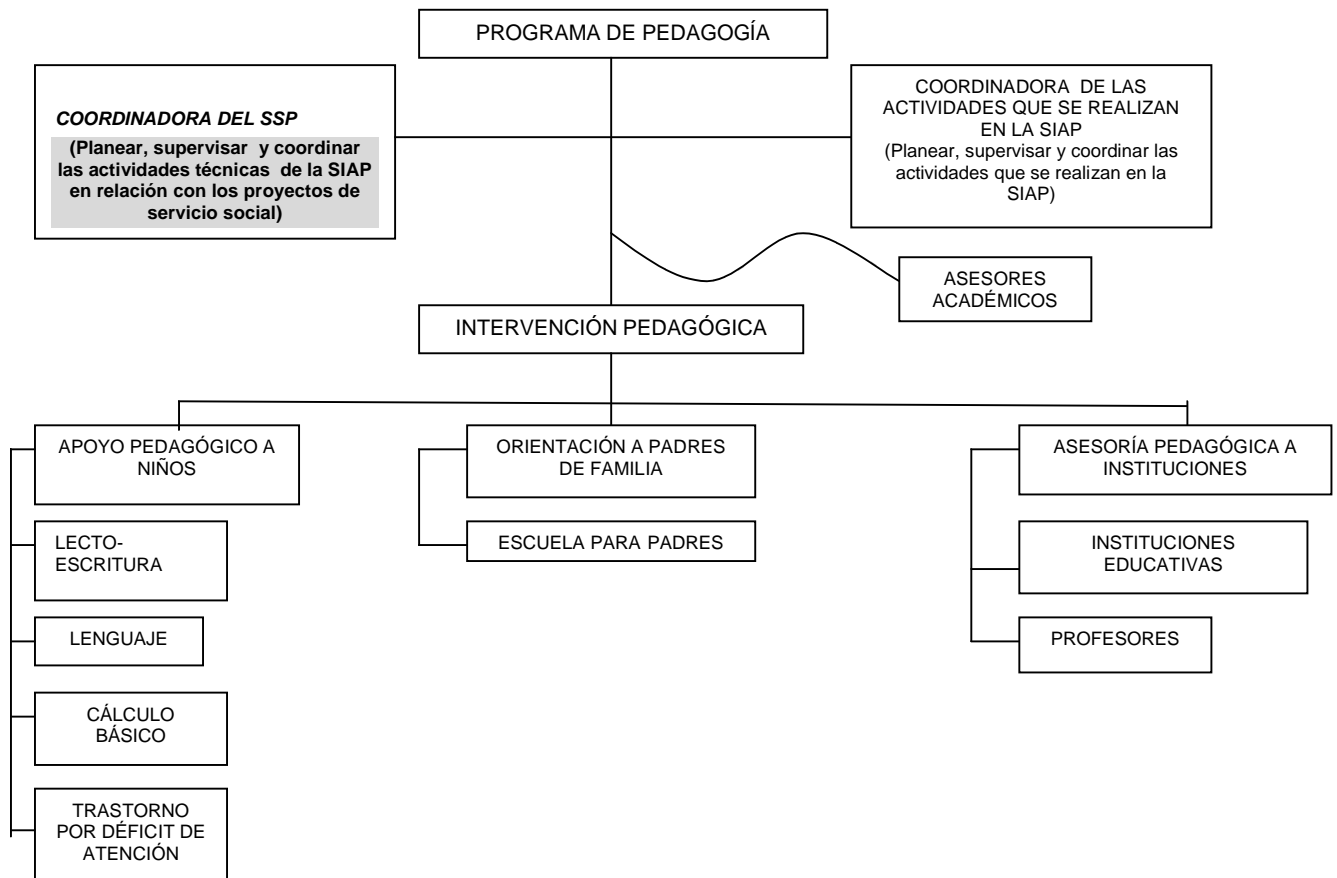 PROGRAMA DE PEDAGOGÍA
COORDINADORA DEL SSP
(Planear, supervisar y coordinar
las actividades técnicas de la SIAP
en relación con los proyectos de
servicio social)
COORDINADORA DE LAS
ACTIVIDADES QUE SE REALIZAN
EN LA SIAP
(Planear, supervisar y coordinar las
actividades que se realizan en la
SIAP)
ASESORES
ACADÉMICOS
INTERVENCIÓN PEDAGÓGICA
APOYO PEDAGÓGICO A
NIÑOS
LECTO-
ESCRITURA
LENGUAJE
CÁLCULO
BÁSICO
TRASTORNO
POR DÉFICIT DE
ATENCIÓN
ORIENTACIÓN A PADRES
DE FAMILIA
ESCUELA PARA PADRES
ASESORÍA PEDAGÓGICA A
INSTITUCIONES
INSTITUCIONES
EDUCATIVAS
PROFESORES